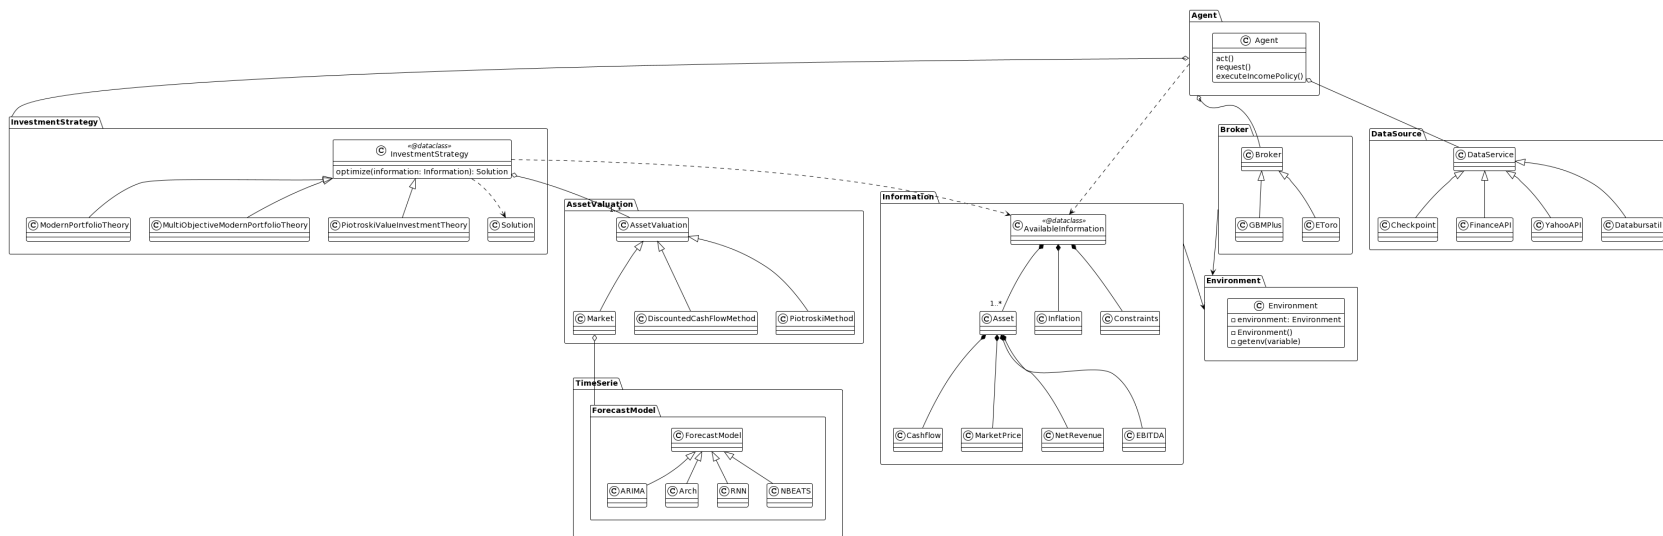 Agent
C Agent
act()
request()
executeIncomePolicy()
InvestmentStrategy
C «@dataclass»
InvestmentStrategy
optimize(information: Information): Solution
C ModernPortfolioTheory
C MultiObjectiveModernPortfolioTheory
C PiotroskiValueInvestmentTheory
C Solution
Broker
C Broker
C GBMPlus
C EToro
DataSource
C DataService
C Checkpoint
C FinanceAPI
C YahooAPI
C Databursatil
AssetValuation
C AssetValuation
C Market
C DiscountedCashFlowMethod
C PiotroskiMethod
Information
C «@dataclass»
AvailableInformation
1..*
C Asset
C Inflation
C Constraints
C Cashflow
C MarketPrice
C NetRevenue
C EBITDA
Environment
C Environment
environment: Environment
Environment()
getenv(variable)
TimeSerie
ForecastModel
C ForecastModel
C ARIMA
C Arch
C RNN
C NBEATS